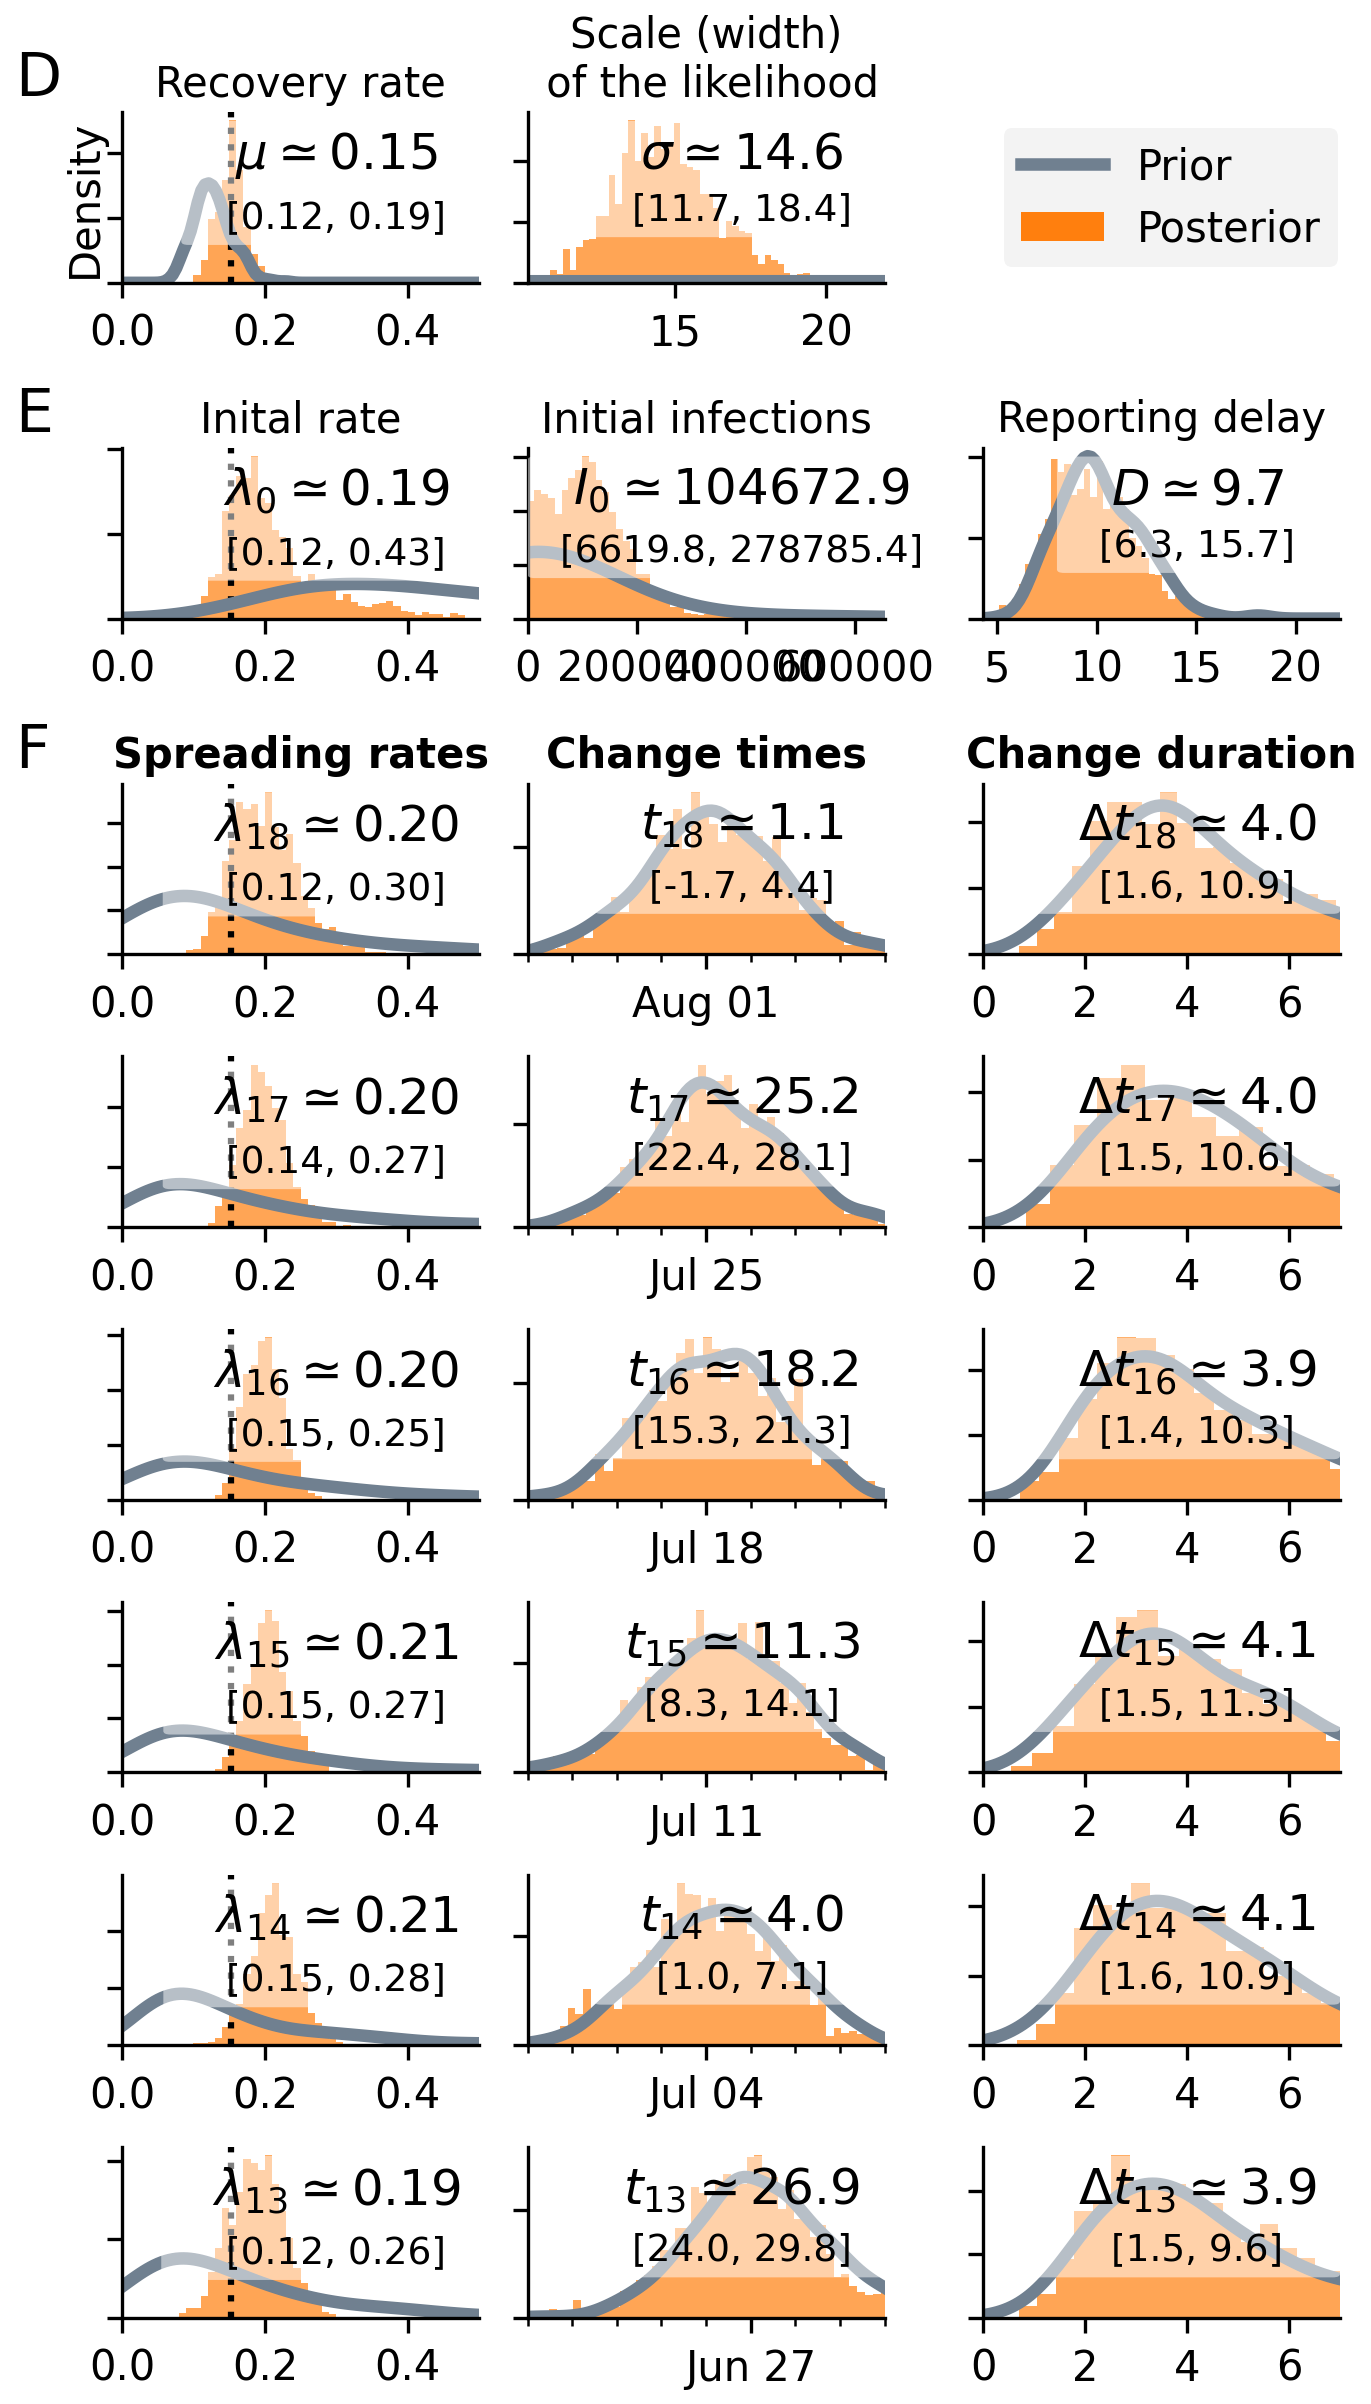 D
Recovery rate
Scale (width)
of the likelihood
Density
μ ≃ 0.15
[0.12, 0.19]
σ ≃ 14.6
[11.7, 18.4]
Prior
Posterior
0.0 0.2 0.4
15 20
E
Inital rate
Initial infections
Reporting delay
λ0 ≃ 0.19
[0.12, 0.43]
I0 ≃ 104672.9
[6619.8, 278785.4]
D ≃ 9.7
[6.3, 15.7]
0.0 0.2 0.4
0 200000 400000 600000
5 10 15 20
F
Spreading rates
Change times
Change duration
λ18 ≃ 0.20
[0.12, 0.30]
t18 ≃ 1.1
[-1.7, 4.4]
Δt18 ≃ 4.0
[1.6, 10.9]
0.0 0.2 0.4
Aug 01
0 2 4 6
λ17 ≃ 0.20
[0.14, 0.27]
t17 ≃ 25.2
[22.4, 28.1]
Δt17 ≃ 4.0
[1.5, 10.6]
0.0 0.2 0.4
Jul 25
0 2 4 6
λ16 ≃ 0.20
[0.15, 0.25]
t16 ≃ 18.2
[15.3, 21.3]
Δt16 ≃ 3.9
[1.4, 10.3]
0.0 0.2 0.4
Jul 18
0 2 4 6
λ15 ≃ 0.21
[0.15, 0.27]
t15 ≃ 11.3
[8.3, 14.1]
Δt15 ≃ 4.1
[1.5, 11.3]
0.0 0.2 0.4
Jul 11
0 2 4 6
λ14 ≃ 0.21
[0.15, 0.28]
t14 ≃ 4.0
[1.0, 7.1]
Δt14 ≃ 4.1
[1.6, 10.9]
0.0 0.2 0.4
Jul 04
0 2 4 6
λ13 ≃ 0.19
[0.12, 0.26]
t13 ≃ 26.9
[24.0, 29.8]
Δt13 ≃ 3.9
[1.5, 9.6]
0.0 0.2 0.4
Jun 27
0 2 4 6